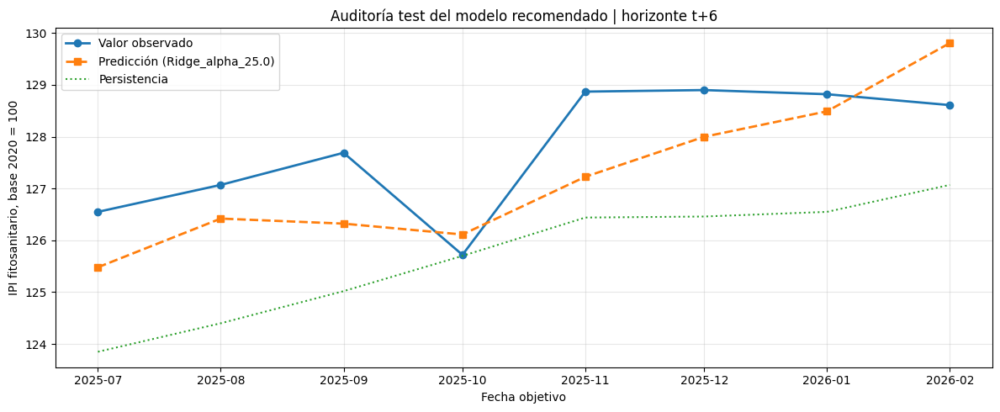 Auditoría test del modelo recomendado | horizonte t+6
Valor observado
Predicción (Ridge_alpha_25.0)
Persistencia
IPI fitosanitario, base 2020 = 100
130
129
128
127
126
125
124
2025-07
2025-08
2025-09
2025-10
2025-11
2025-12
2026-01
2026-02
Fecha objetivo